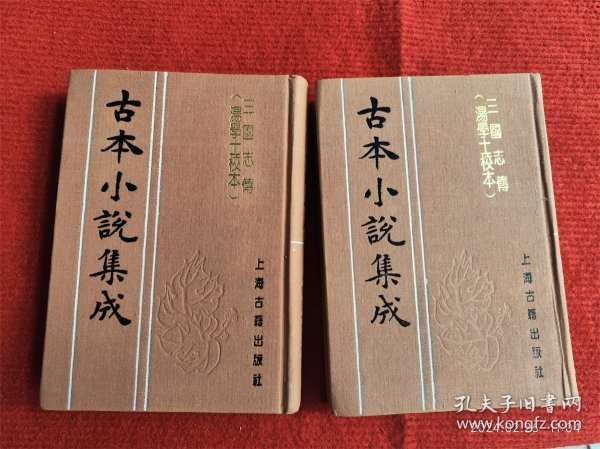 古本小說集成
三國志傳
（湯學士校本）
上海古籍出版社
古本小說集成
三國志傳
（湯學士校本）
上海古籍出版社
孔夫子旧书网
www.kongfz.com